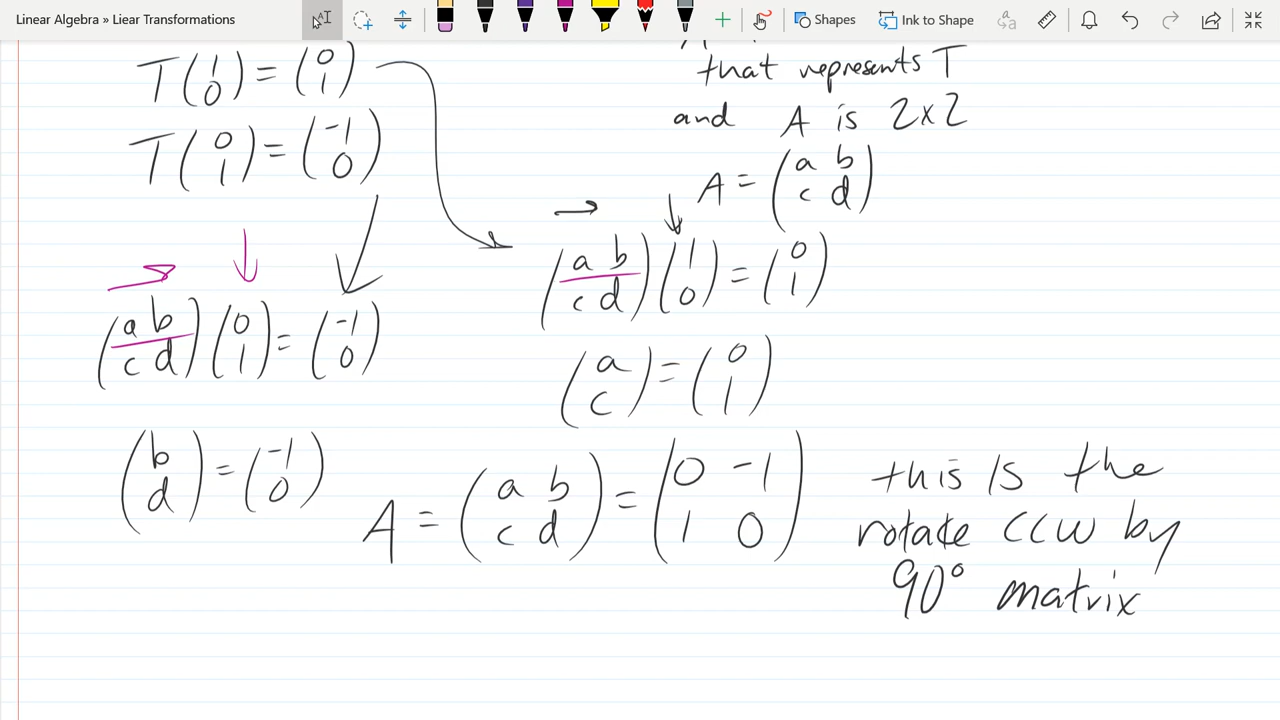 Linear Algebra » Liear Transformations
Shapes
Ink to Shape
T(1 0) = (0 1)
T(0 1) = (-1 0)
that represents T
and A is 2x2
A = (a b c d)
(a b c d)(1 0) = (0 1)
(a b c d)(0 1) = (-1 0)
(a c) = (0 1)
(b d) = (-1 0)
A = (a b c d) = (0 -1 1 0)
this is the
rotate CCW by
90° matrix